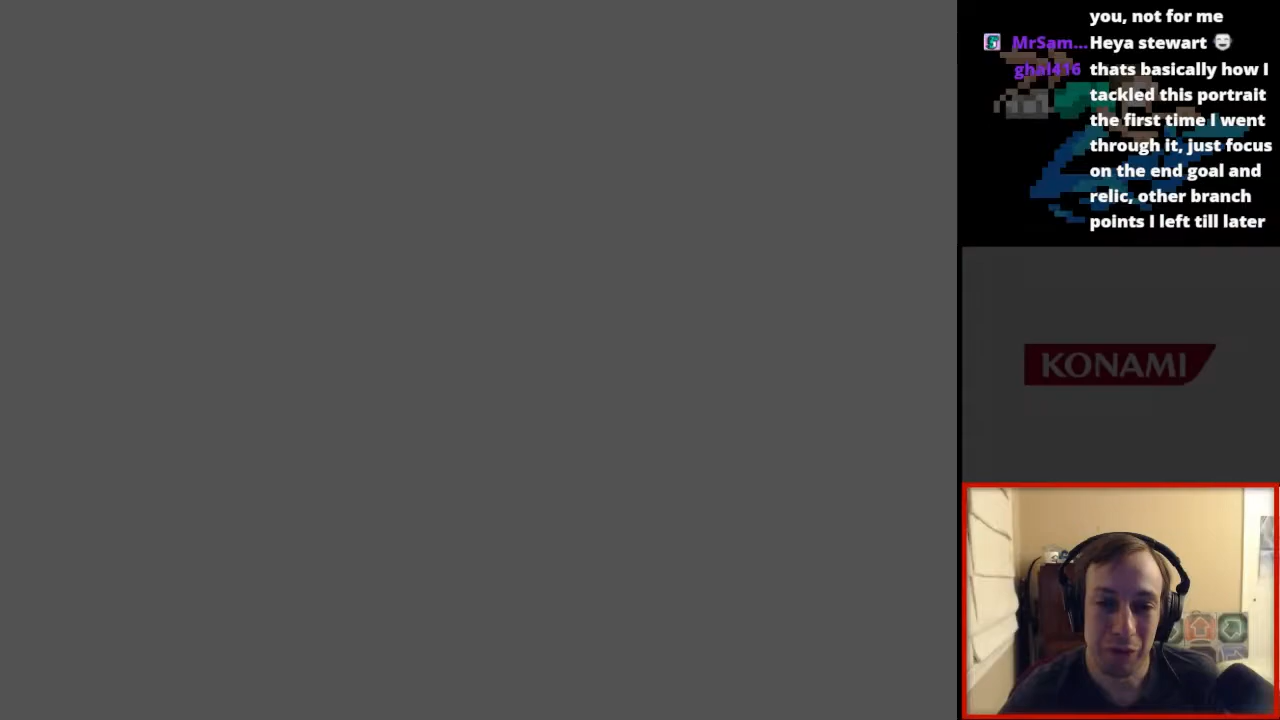 you, not for me
MrSam... Heya stewart
ghal416 thats basically how I
tackled this portrait
the first time I went
through it, just focus
on the end goal and
relic, other branch
points I left till later
KONAMI